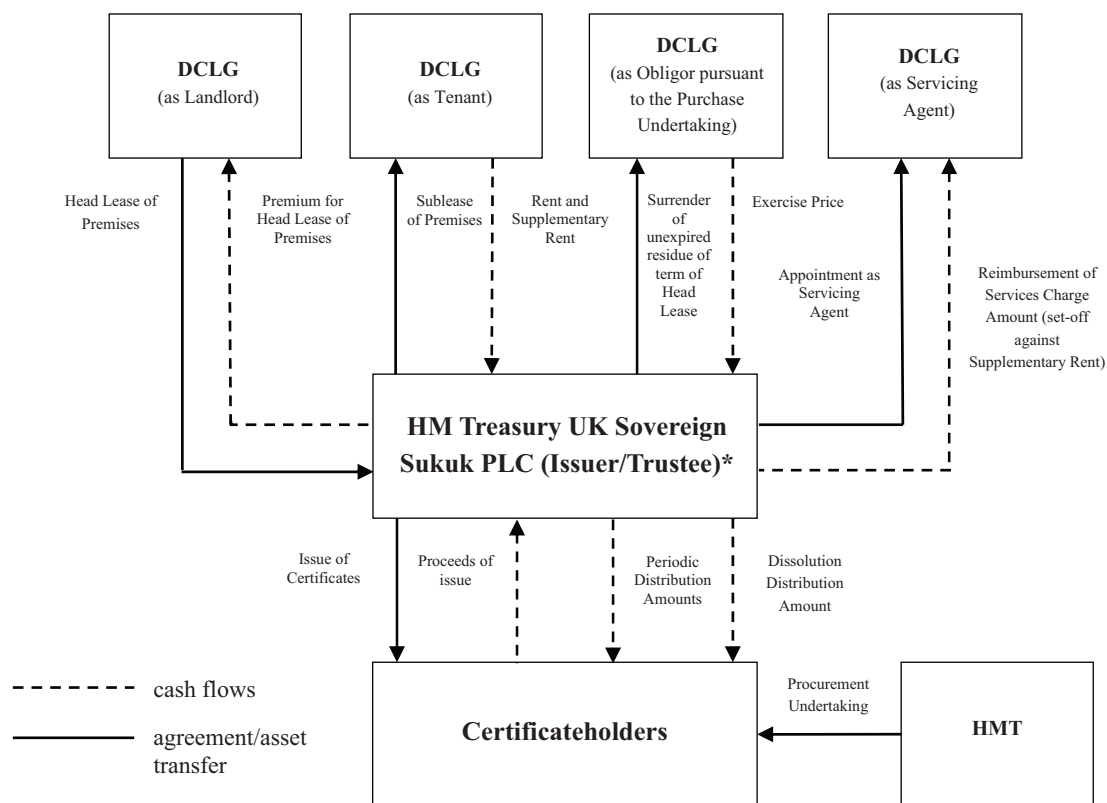 DCLG
(as Landlord)
DCLG
(as Tenant)
DCLG
(as Obligor pursuant
to the Purchase
Undertaking)
DCLG
(as Servicing
Agent)
Head Lease of
Premises
Premium for
Head Lease of
Premises
Sublease
of Premises
Rent and
Supplementary
Rent
Surrender
of
unexpired
residue of
term of
Head
Lease
Exercise Price
Appointment as
Servicing
Agent
Reimbursement of
Services Charge
Amount (set-off
against
Supplementary Rent)
HM Treasury UK Sovereign
Sukuk PLC (Issuer/Trustee)*
Issue of
Certificates
Proceeds of
issue
Periodic
Distribution
Amounts
Dissolution
Distribution
Amount
cash flows
agreement/asset
transfer
Certificateholders
Procurement
Undertaking
HMT